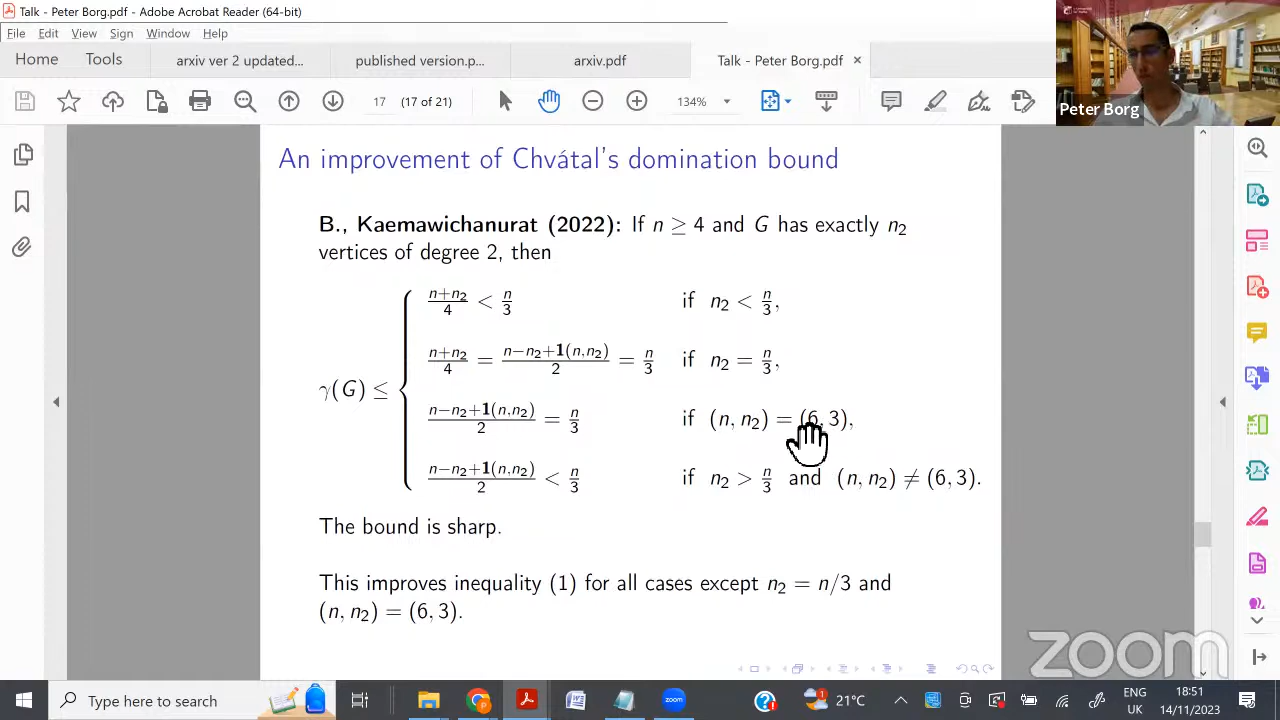 Talk - Peter Borg.pdf - Adobe Acrobat Reader (64-bit)
File Edit View Sign Window Help
Home Tools arxiv ver 2 updated... published version.p... arxiv.pdf Talk - Peter Borg.pdf ×
17 (17 of 21) 134%
Peter Borg
An improvement of Chvátal's domination bound
B., Kaemawichanurat (2022): If n ≥ 4 and G has exactly n₂
vertices of degree 2, then
(n+n₂)/4 < n/3 if n₂ < n/3,
(n+n₂)/4 = (n−n₂+1(n,n₂))/2 = n/3 if n₂ = n/3,
γ(G) ≤
(n−n₂+1(n,n₂))/2 = n/3 if (n, n₂) = (6, 3),
(n−n₂+1(n,n₂))/2 < n/3 if n₂ > n/3 and (n, n₂) ≠ (6, 3).
The bound is sharp.
This improves inequality (1) for all cases except n₂ = n/3 and
(n, n₂) = (6, 3).
zoom
Type here to search
zoom
1
21°C
ENG
UK
18:51
14/11/2023